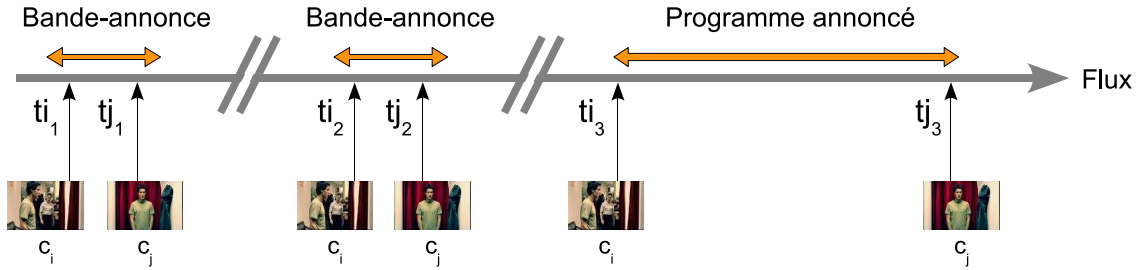 Bande-annonce Bande-annonce Programme annoncé
Flux
ti1 tj1 ti2 tj2 ti3 tj3
ci cj ci cj ci cj